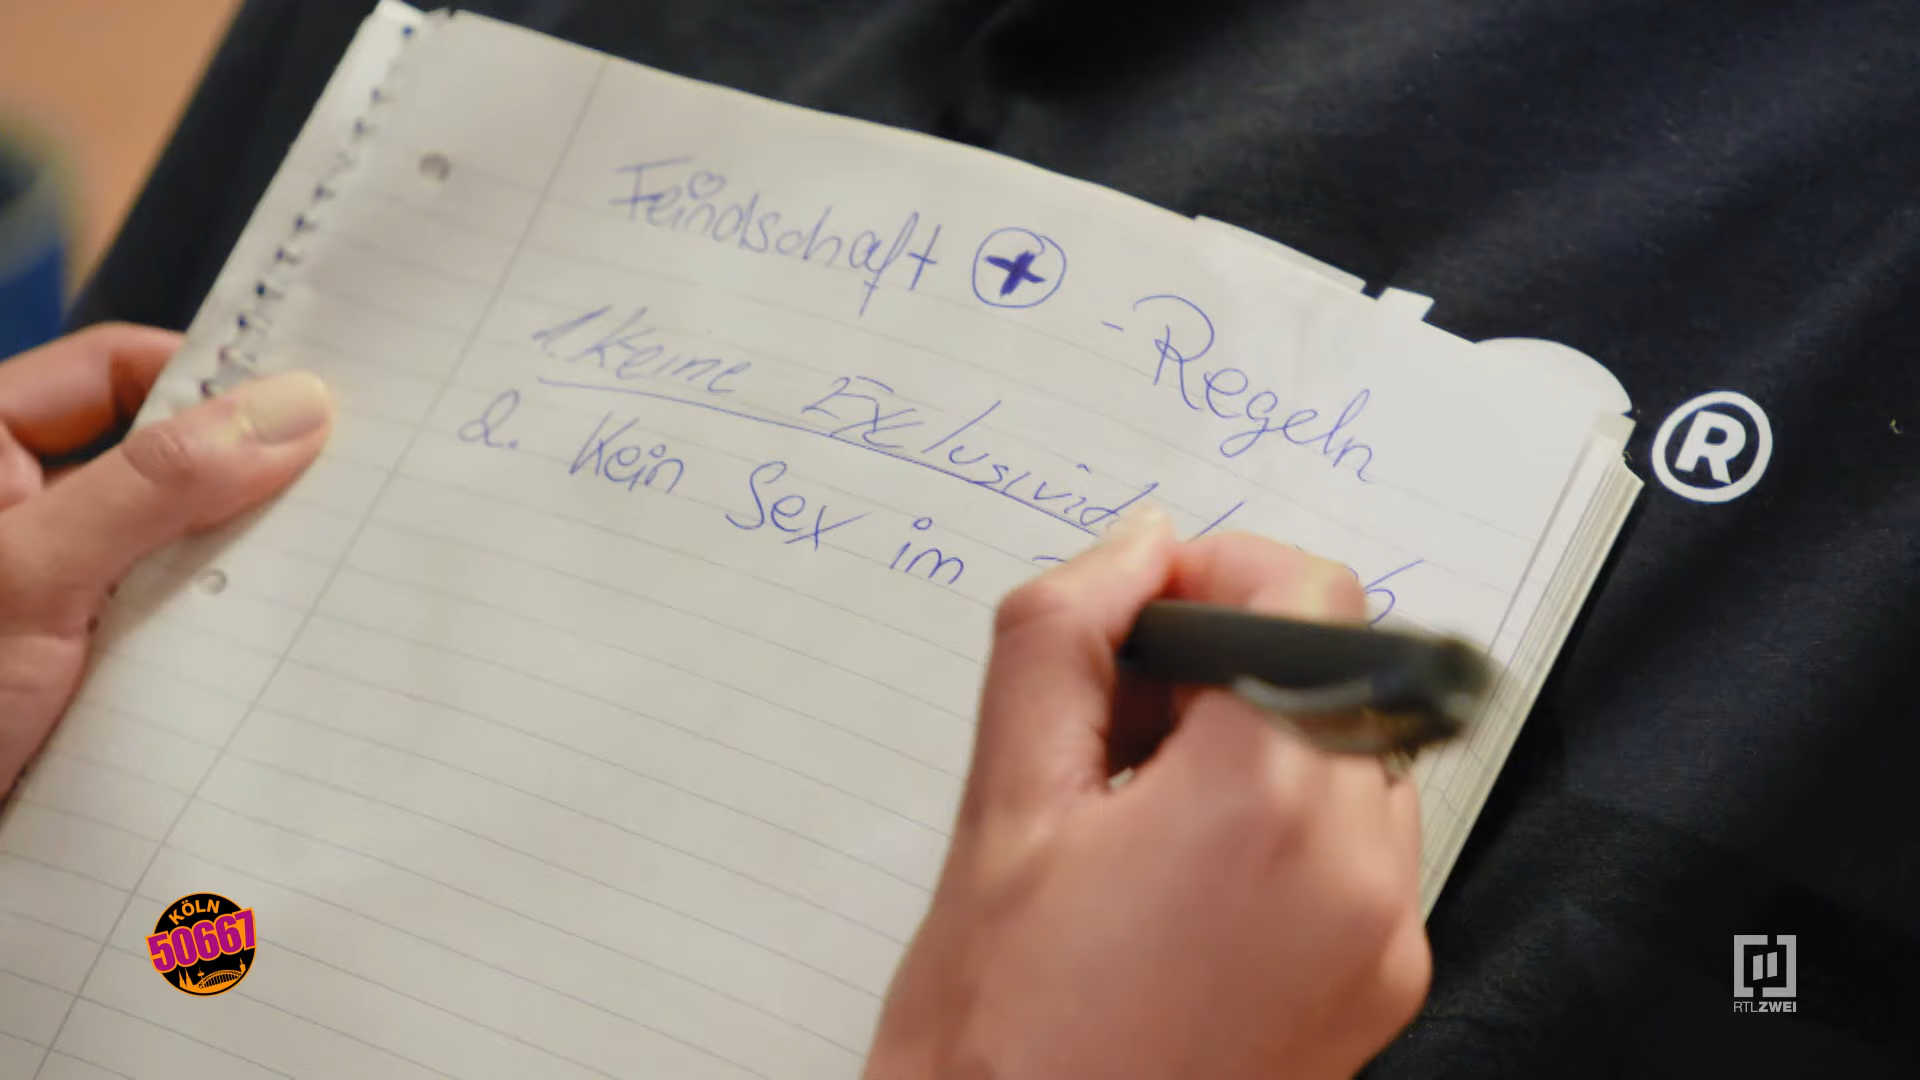 Feindschaft + -Regeln
1. Keine Exklusivität
2. Kein Sex im
®
KÖLN
50667
RTLZWEI